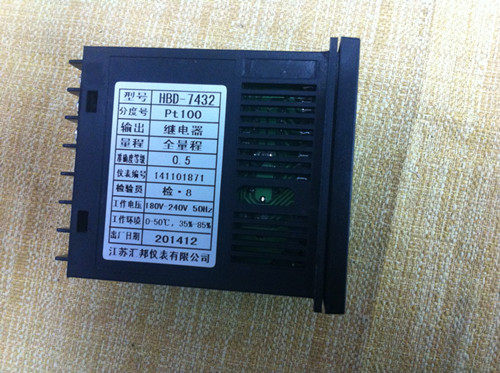 型号 HBD-7432
分度号 Pt100
输出 继电器
量程 全量程
准确度等级 0.5
仪表编号 141101871
检验员 检·8
工作电压 180V-240V 50Hz
工作环境 0-50℃, 35%-85%
出厂日期 201412
江苏汇邦仪表有限公司